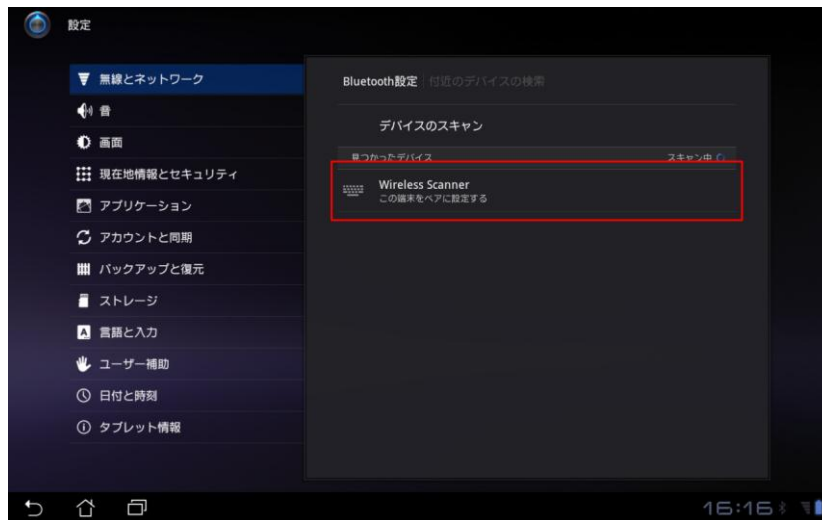 設定
無線とネットワーク
音
画面
現在地情報とセキュリティ
アプリケーション
アカウントと同期
バックアップと復元
ストレージ
言語と入力
ユーザー補助
日付と時刻
タブレット情報
Bluetooth設定 付近のデバイスの検索
デバイスのスキャン
見つかったデバイス スキャン中
Wireless Scanner
この端末をペアに設定する
16:16